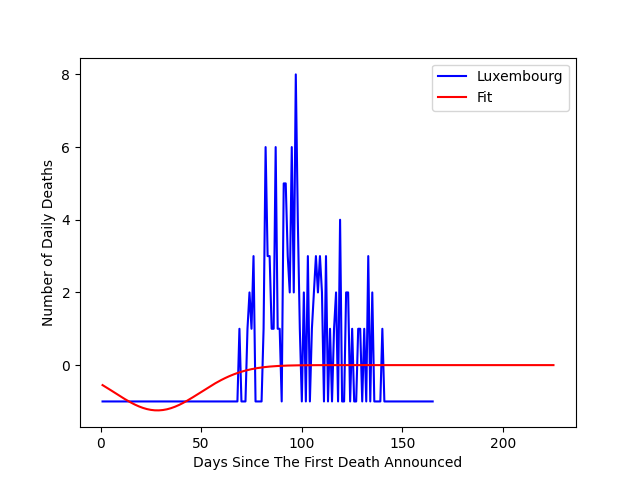 Luxembourg
Fit
8
6
4
2
0
Number of Daily Deaths
0 50 100 150 200
Days Since The First Death Announced